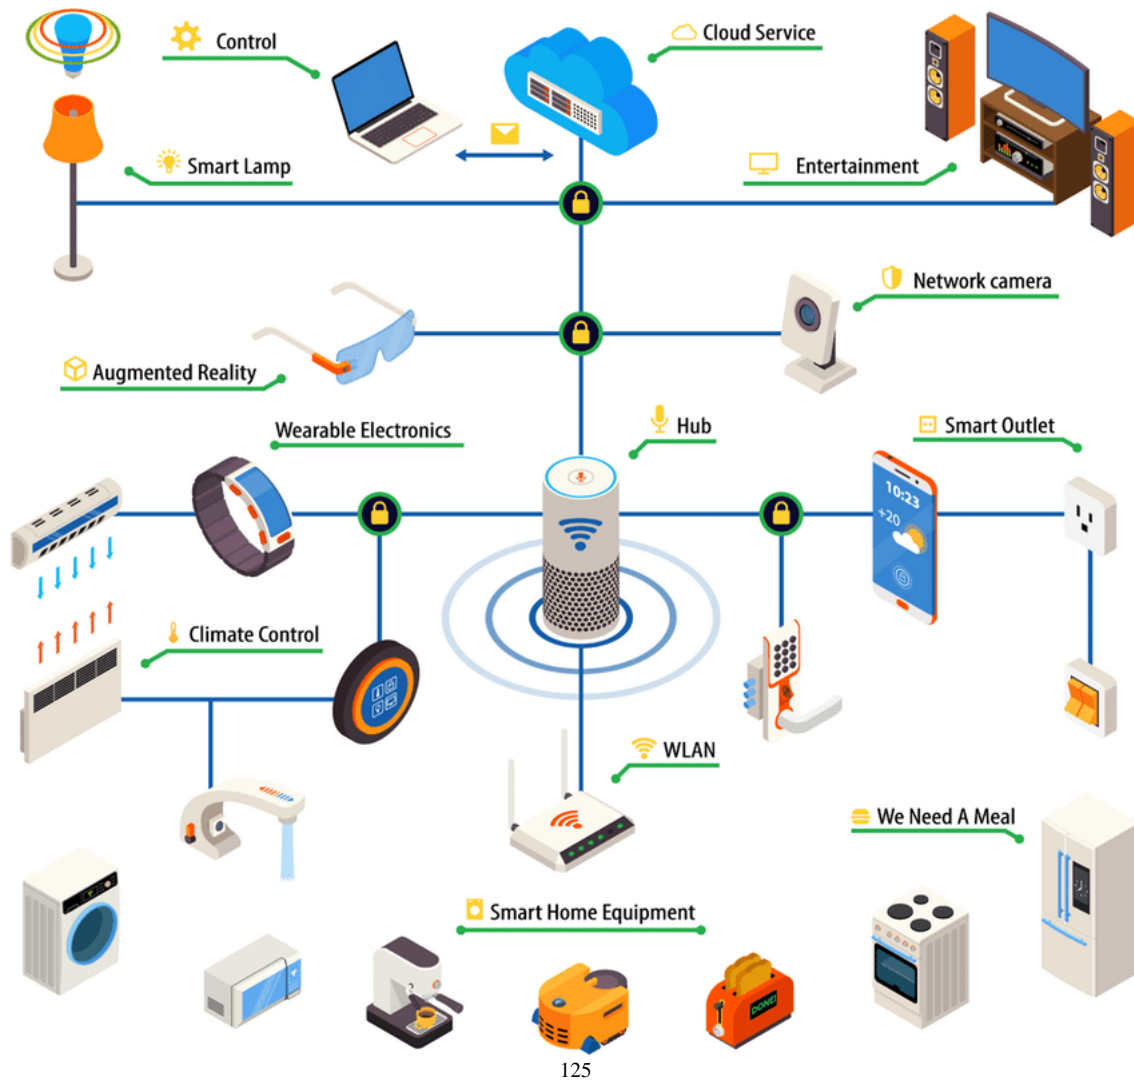 Control
Cloud Service
Smart Lamp
Entertainment
Network camera
Augmented Reality
Wearable Electronics
Hub
Smart Outlet
10:23
+20
Climate Control
WLAN
We Need A Meal
Smart Home Equipment
DONE!
125